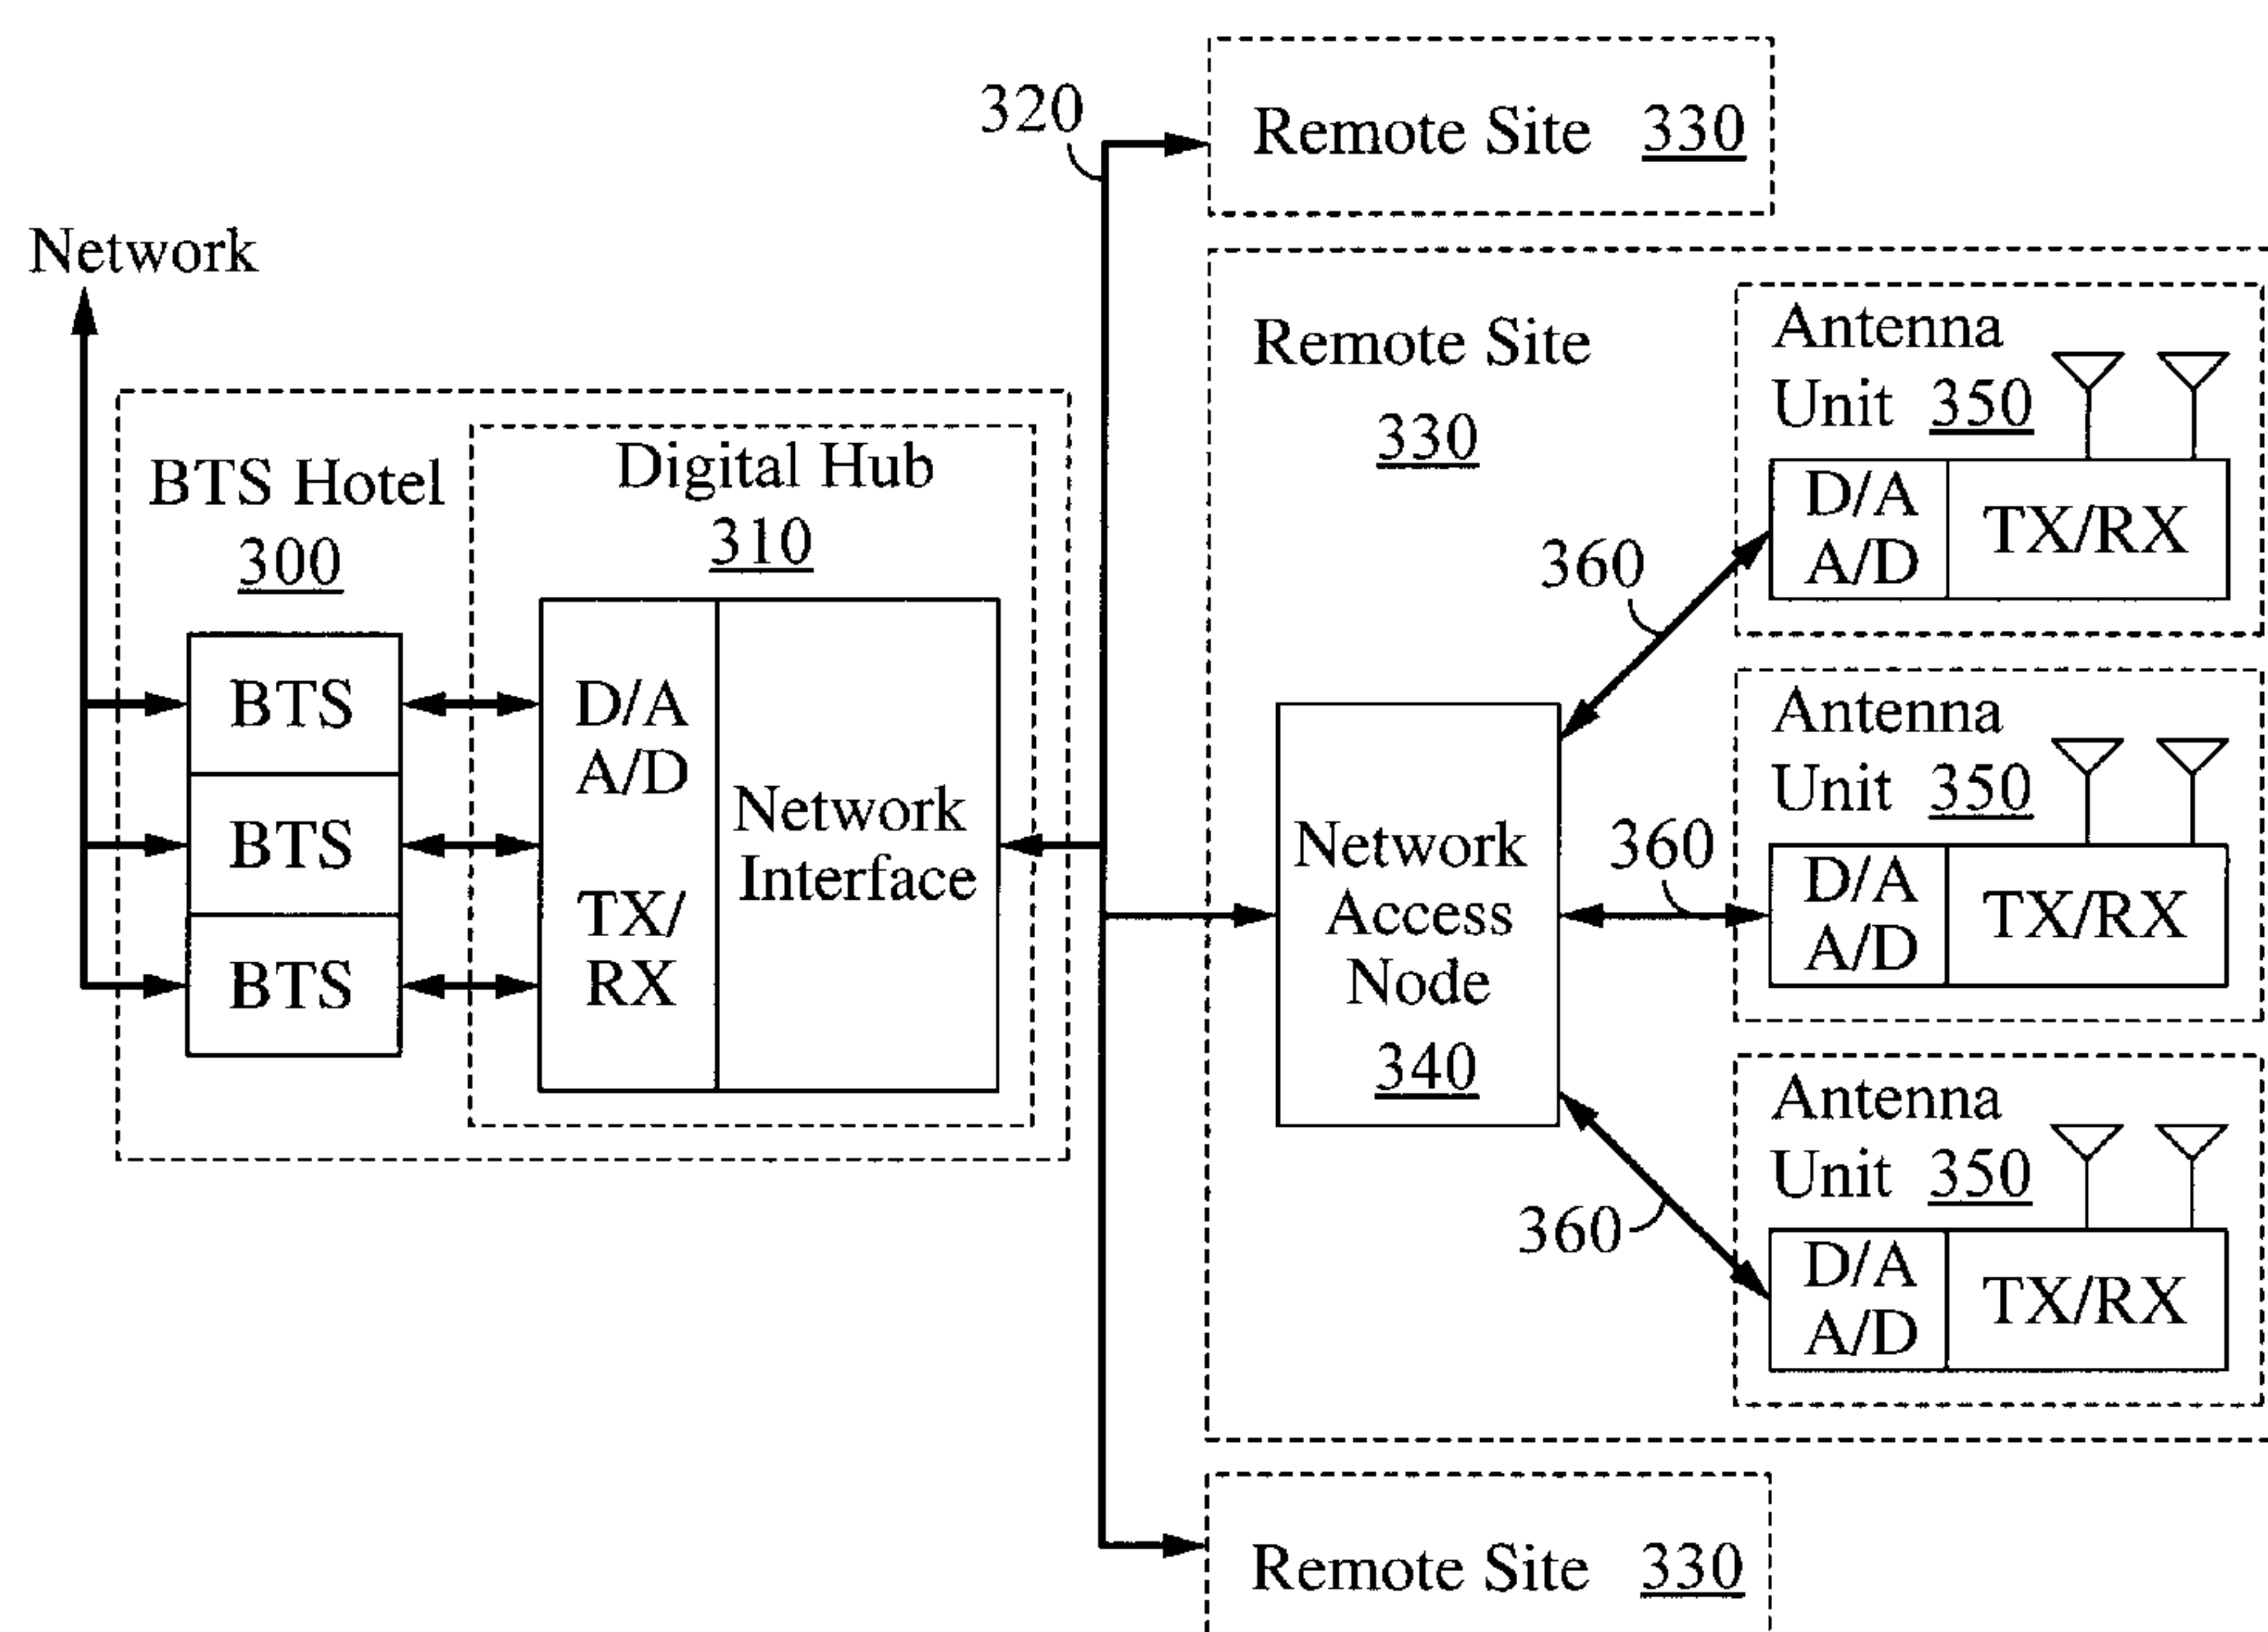 320
Remote Site 330
Network
Remote Site
330
Antenna
Unit 350
D/A
A/D
TX/RX
360
BTS Hotel
300
Digital Hub
310
BTS
BTS
BTS
D/A
A/D
TX/
RX
Network
Interface
Network
Access
Node
340
Antenna
Unit 350
360
D/A
A/D
TX/RX
Antenna
Unit 350
360
D/A
A/D
TX/RX
Remote Site 330